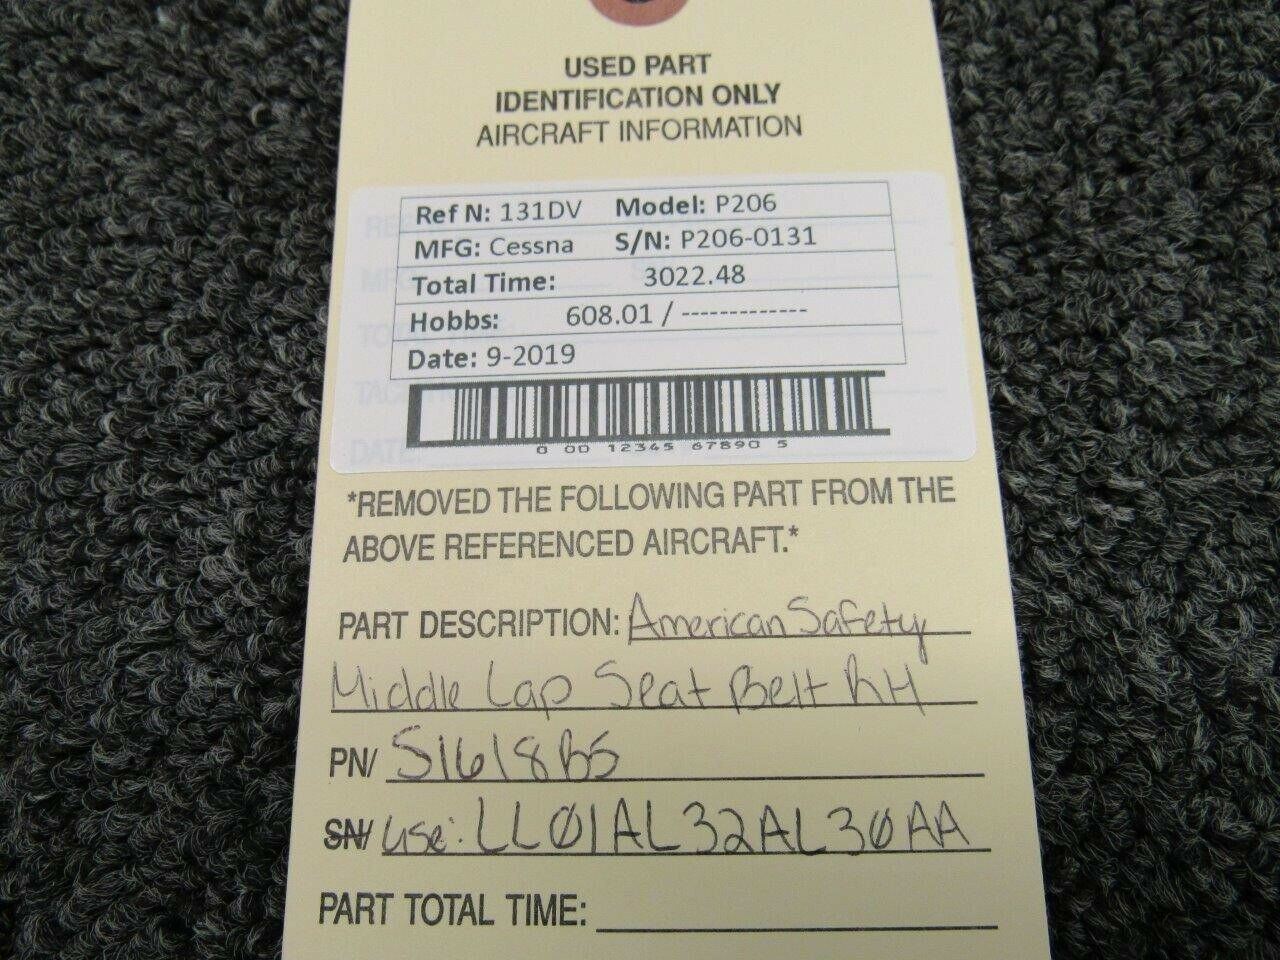 USED PART
IDENTIFICATION ONLY
AIRCRAFT INFORMATION
Ref N: 131DV Model: P206
MFG: Cessna S/N: P206-0131
Total Time: 3022.48
Hobbs: 608.01 / -------------
Date: 9-2019
0 00 12345 67890 5
*REMOVED THE FOLLOWING PART FROM THE
ABOVE REFERENCED AIRCRAFT.*
PART DESCRIPTION: American Safety
Middle Lap Seat Belt RH
PN/ S1618B5
SN/ use: LL01AL32AL30AA
PART TOTAL TIME: